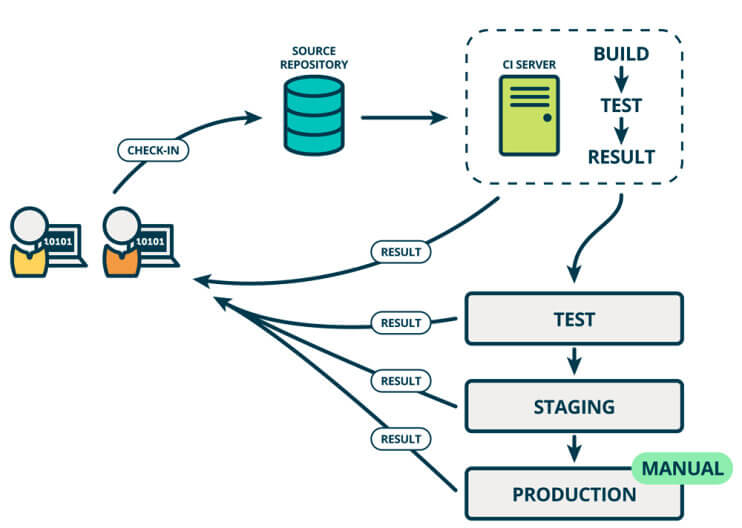 SOURCE
REPOSITORY
CI SERVER
BUILD
TEST
RESULT
CHECK-IN
10101
10101
RESULT
RESULT
TEST
RESULT
STAGING
RESULT
MANUAL
PRODUCTION